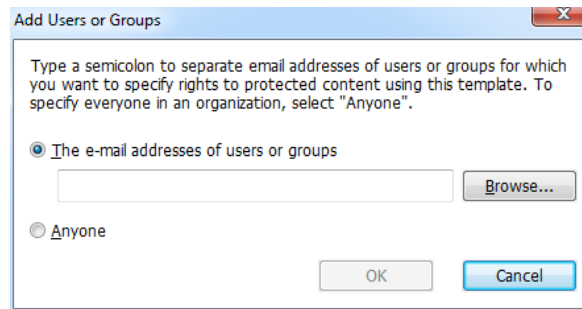 Add Users or Groups
Type a semicolon to separate email addresses of users or groups for which
you want to specify rights to protected content using this template. To
specify everyone in an organization, select "Anyone".
The e-mail addresses of users or groups
Browse...
Anyone
OK Cancel